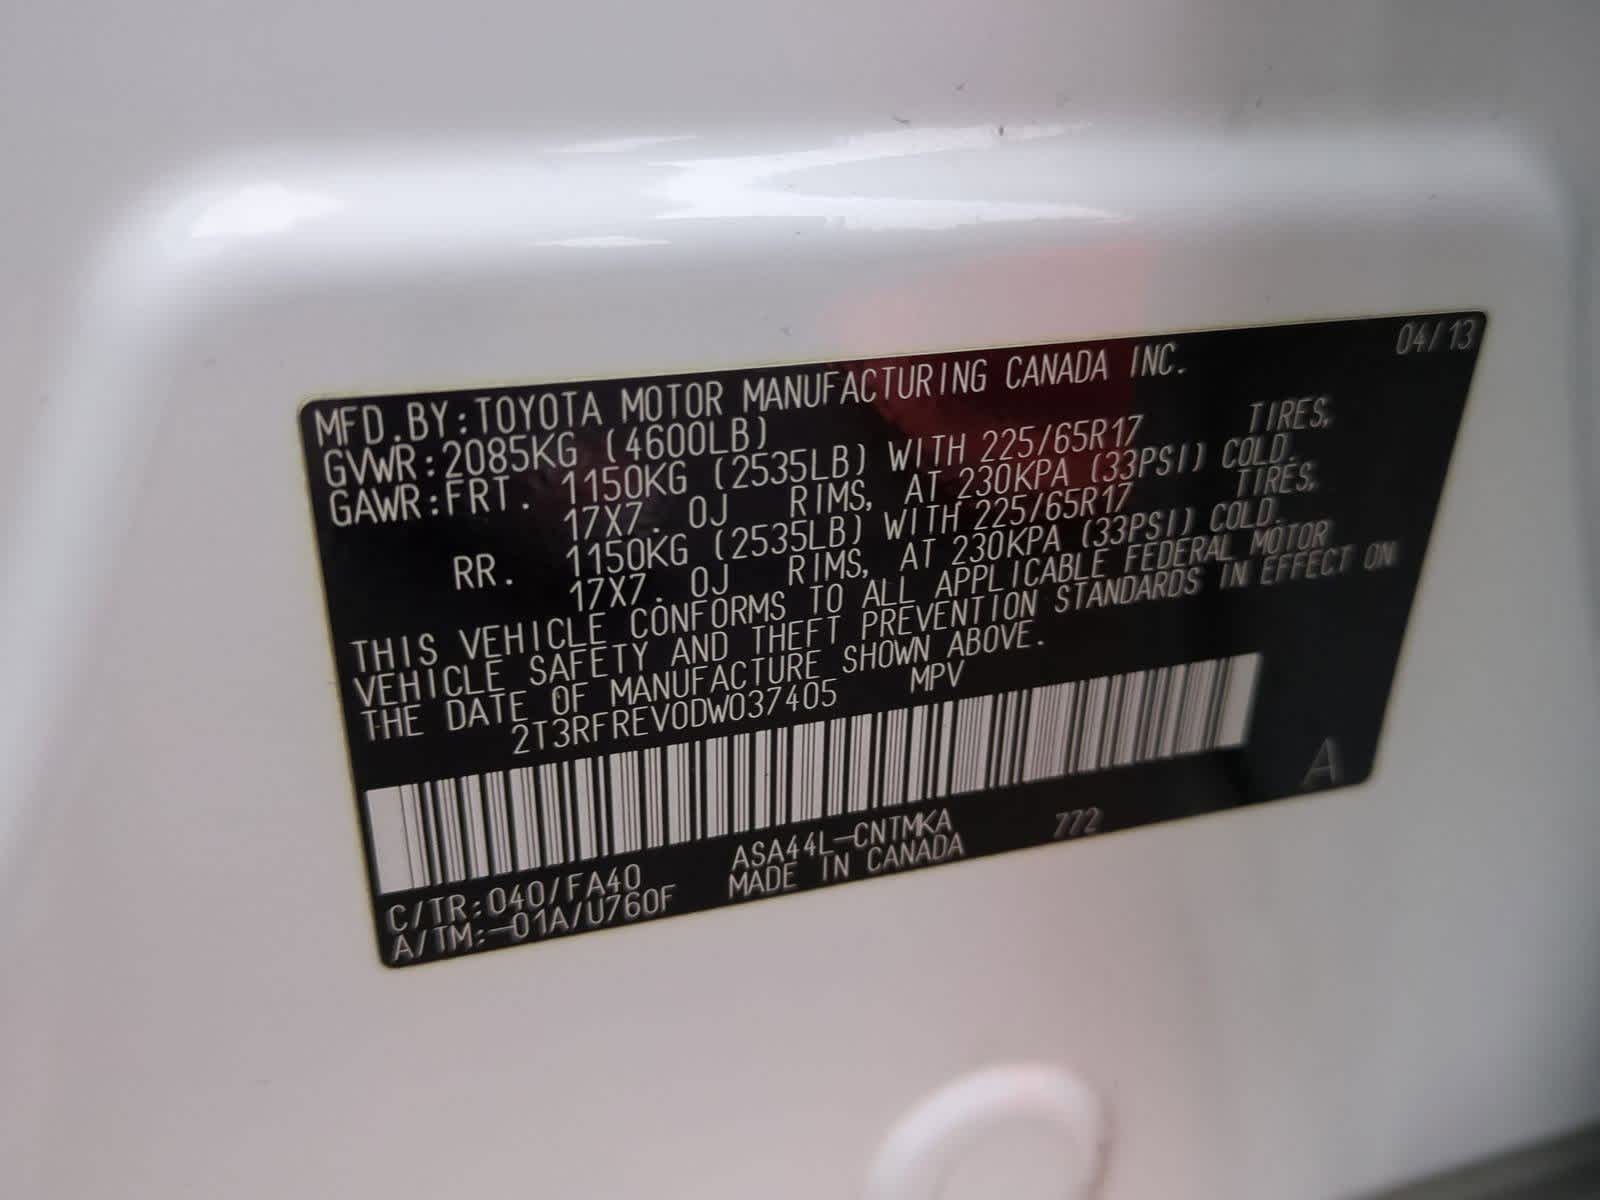 04/13
MFD.BY:TOYOTA MOTOR MANUFACTURING CANADA INC.
GVWR:2085KG (4600LB)
GAWR:FRT. 1150KG (2535LB) WITH 225/65R17 TIRES,
17X7. 0J RIMS, AT 230KPA (33PSI) COLD.
RR. 1150KG (2535LB) WITH 225/65R17 TIRES,
17X7. 0J RIMS, AT 230KPA (33PSI) COLD.
THIS VEHICLE CONFORMS TO ALL APPLICABLE FEDERAL MOTOR
VEHICLE SAFETY AND THEFT PREVENTION STANDARDS IN EFFECT ON
THE DATE OF MANUFACTURE SHOWN ABOVE.
2T3RFREV0DW037405 MPV
A
C/TR:040/FA40 ASA44L-CNTMKA 772
A/TM:-01A/U760F MADE IN CANADA